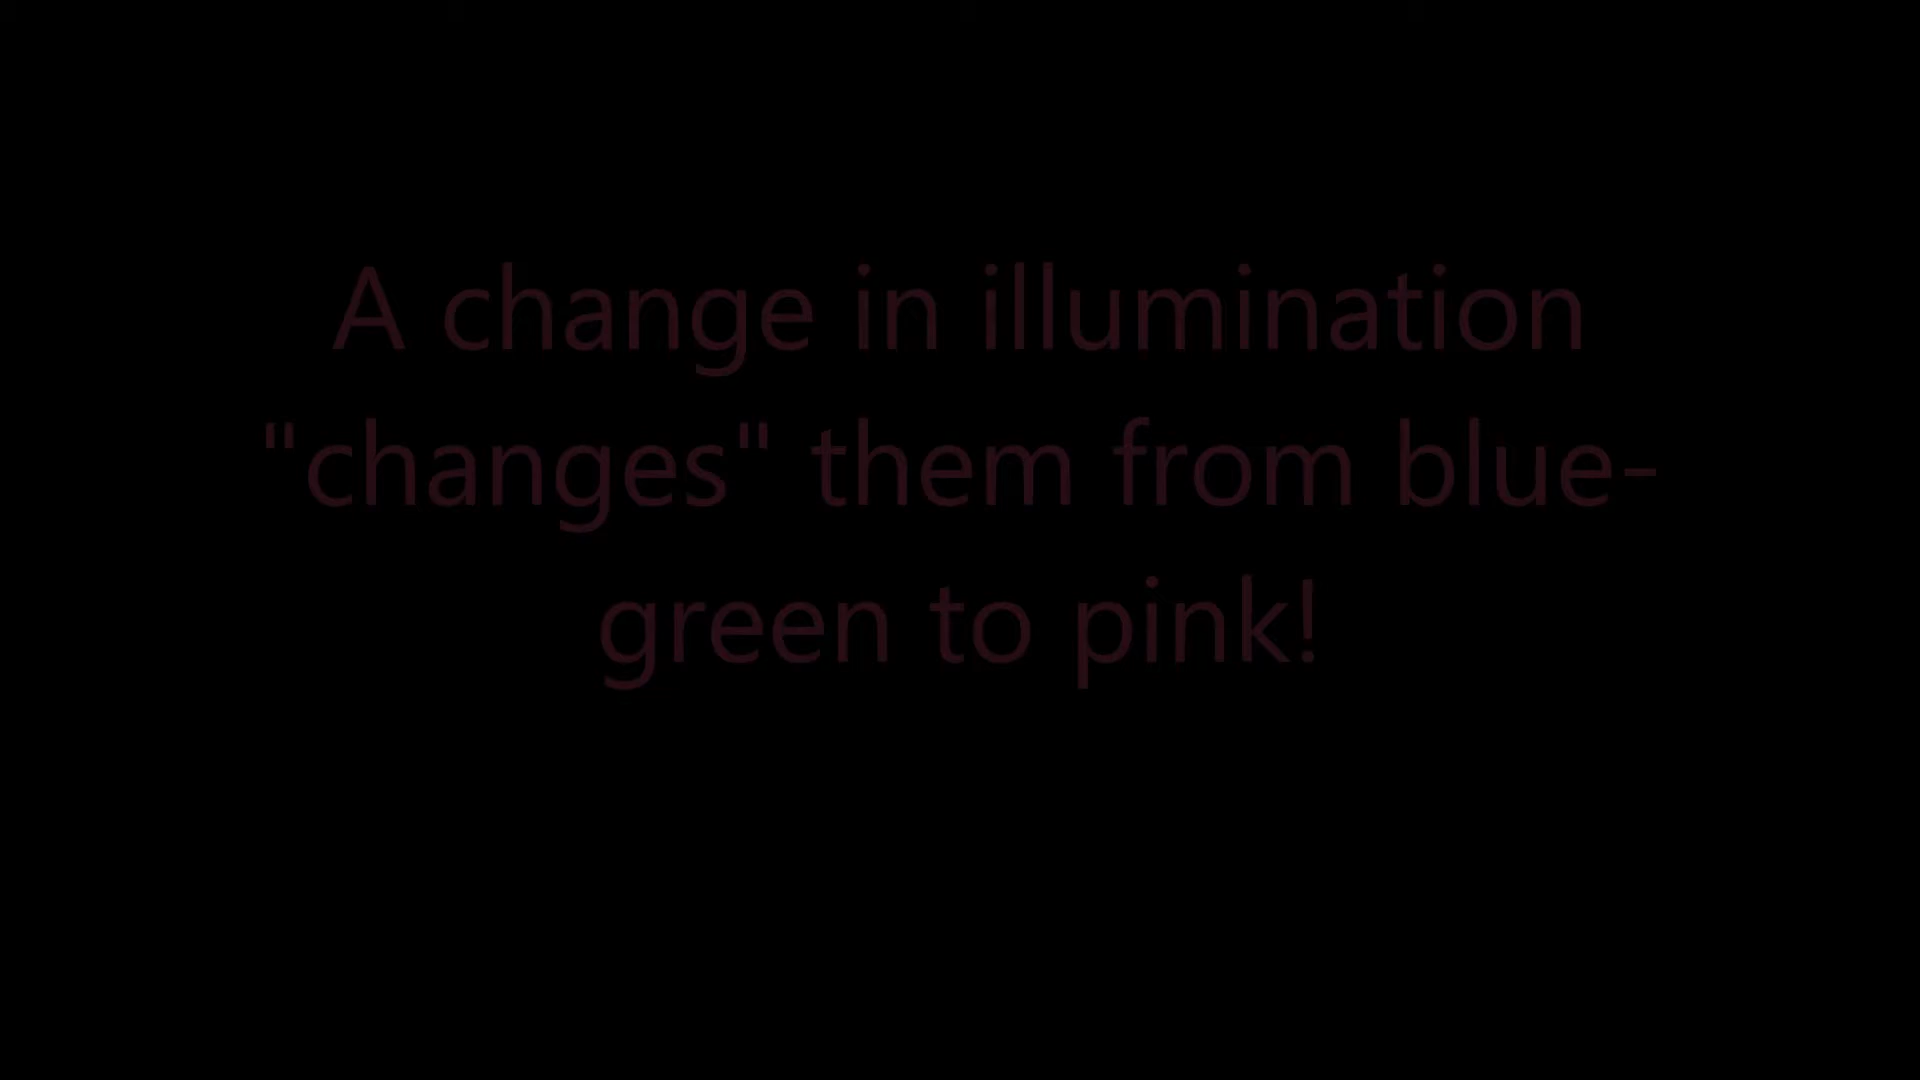 A change in illumination
"changes" them from blue-
green to pink!